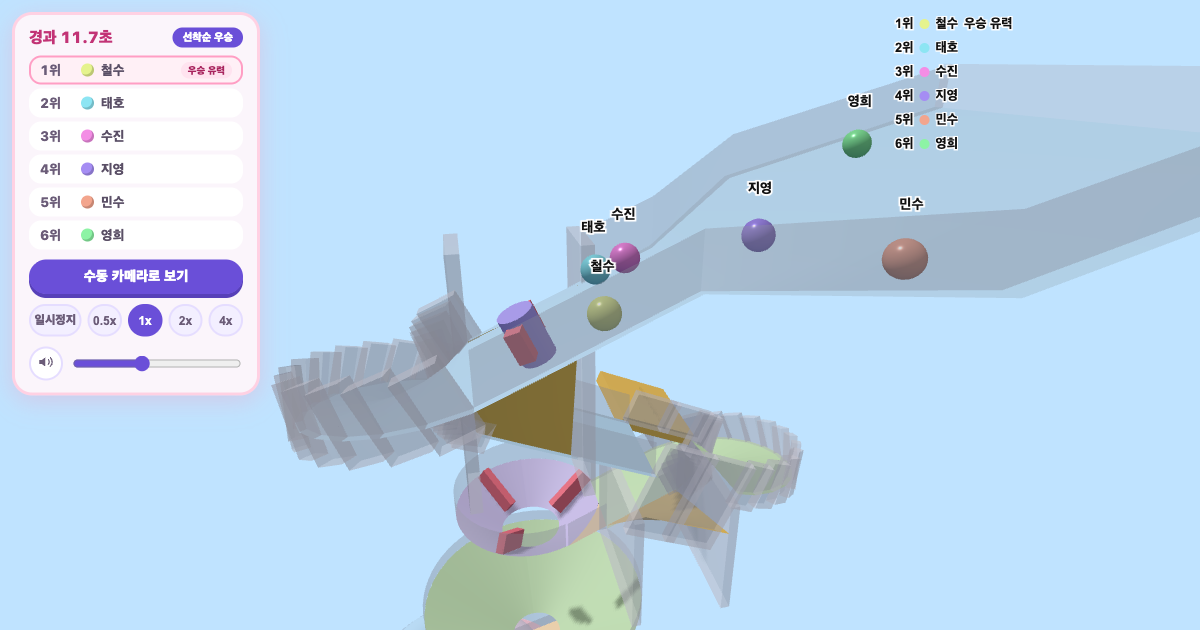 경과 11.7초
선착순 우승
1위 철수 우승 유력
2위 태호
3위 수진
4위 지영
5위 민수
6위 영희
수동 카메라로 보기
일시정지 0.5x 1x 2x 4x
1위 철수 우승 유력
2위 태호
3위 수진
4위 지영
5위 민수
6위 영희
영희
지영
민수
수진
태호
철수